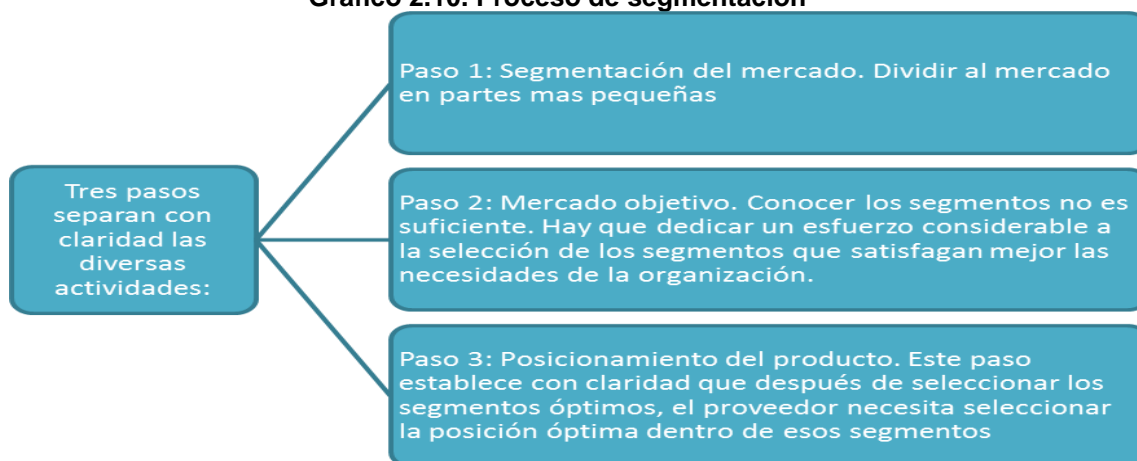 Gráfico 2.10. Proceso de segmentación
Paso 1: Segmentación del mercado. Dividir al mercado
en partes mas pequeñas
Tres pasos
separan con
claridad las
diversas
actividades:
Paso 2: Mercado objetivo. Conocer los segmentos no es
suficiente. Hay que dedicar un esfuerzo considerable a
la selección de los segmentos que satisfagan mejor las
necesidades de la organización.
Paso 3: Posicionamiento del producto. Este paso
establece con claridad que después de seleccionar los
segmentos óptimos, el proveedor necesita seleccionar
la posición óptima dentro de esos segmentos